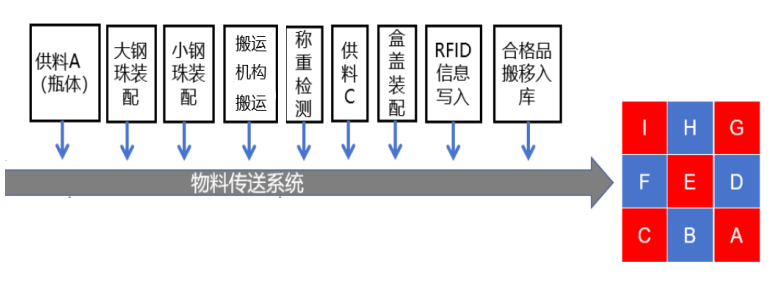 供料A
（瓶体）
大钢
珠装
配
小钢
珠装
配
搬运
机构
搬运
称
重
检
测
供
料
C
盒
盖
装
配
RFID
信息
写入
合格品
搬移入
库
物料传送系统
I H G
F E D
C B A